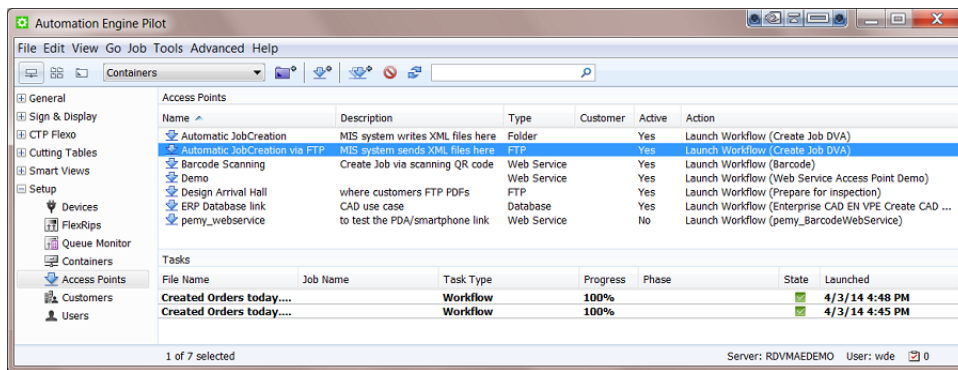 Automation Engine Pilot
File Edit View Go Job Tools Advanced Help
Containers
General
Sign & Display
CTP Flexo
Cutting Tables
Smart Views
Setup
Devices
FlexRips
Queue Monitor
Containers
Access Points
Customers
Users
Access Points
Name Description Type Customer Active Action
Automatic JobCreation MIS system writes XML files here Folder Yes Launch Workflow (Create Job DVA)
Automatic JobCreation via FTP MIS system sends XML files here FTP Yes Launch Workflow (Create Job DVA)
Barcode Scanning Create Job via scanning QR code Web Service Yes Launch Workflow (Barcode)
Demo Web Service Yes Launch Workflow (Web Service Access Point Demo)
Design Arrival Hall where customers FTP PDFs FTP Yes Launch Workflow (Prepare for inspection)
ERP Database link CAD use case Database Yes Launch Workflow (Enterprise CAD EN VPE Create CAD ...
pemy_webservice to test the PDA/smartphone link Web Service No Launch Workflow (pemy_BarcodeWebService)
Tasks
File Name Job Name Task Type Progress Phase State Launched
Created Orders today.... Workflow 100% 4/3/14 4:48 PM
Created Orders today.... Workflow 100% 4/3/14 4:45 PM
1 of 7 selected Server: RDVMAEDEMO User: wde 0